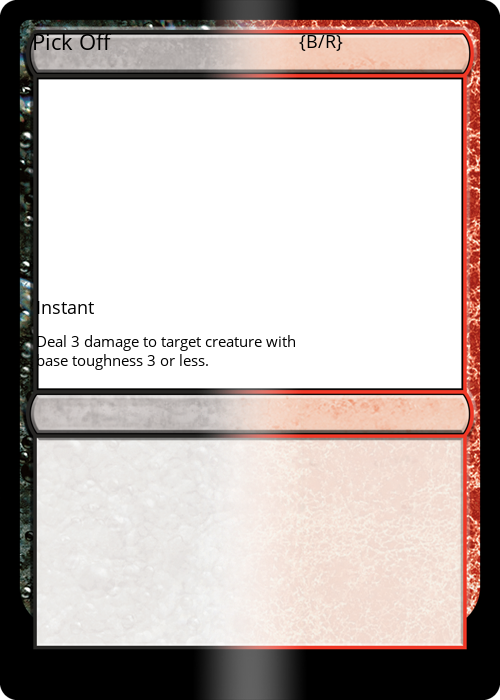 Pick Off {B/R}
Instant
Deal 3 damage to target creature with
base toughness 3 or less.